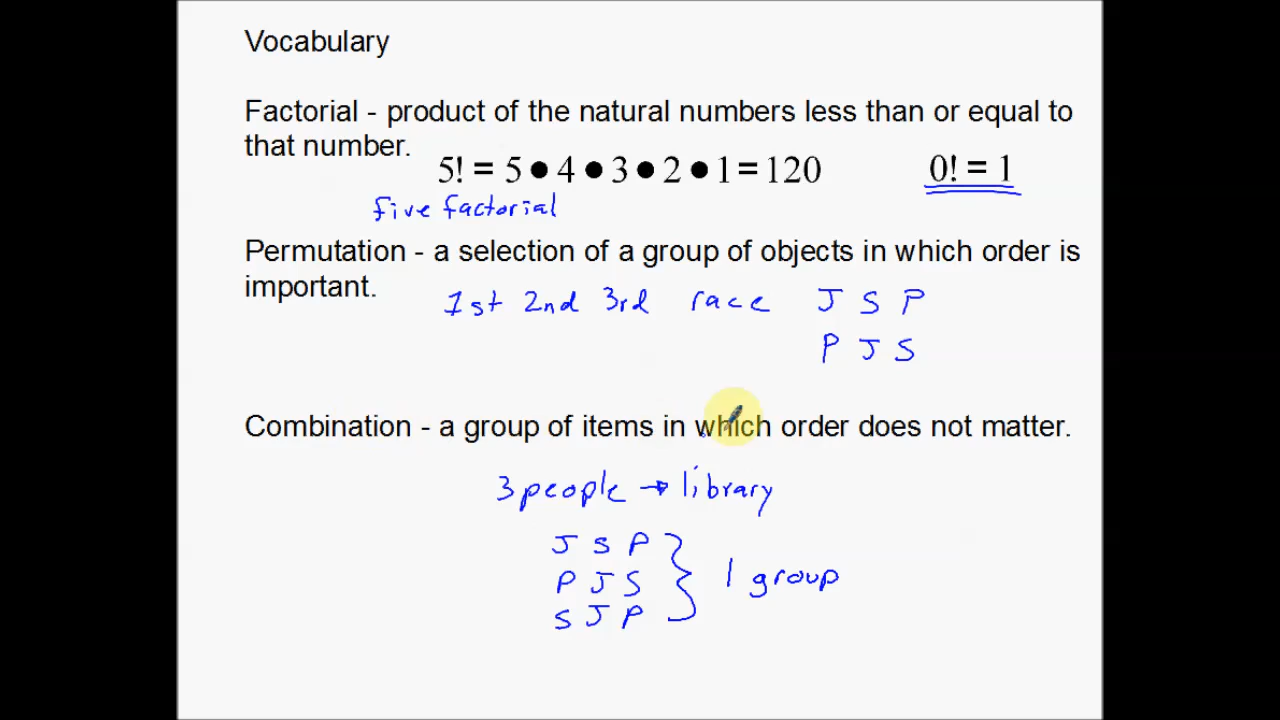 Vocabulary
Factorial - product of the natural numbers less than or equal to
that number.
5! = 5 • 4 • 3 • 2 • 1 = 120 0! = 1
five factorial
Permutation - a selection of a group of objects in which order is
important.
1st 2nd 3rd race J S P
P J S
Combination - a group of items in which order does not matter.
3 people → library
J S P
P J S } 1 group
S J P